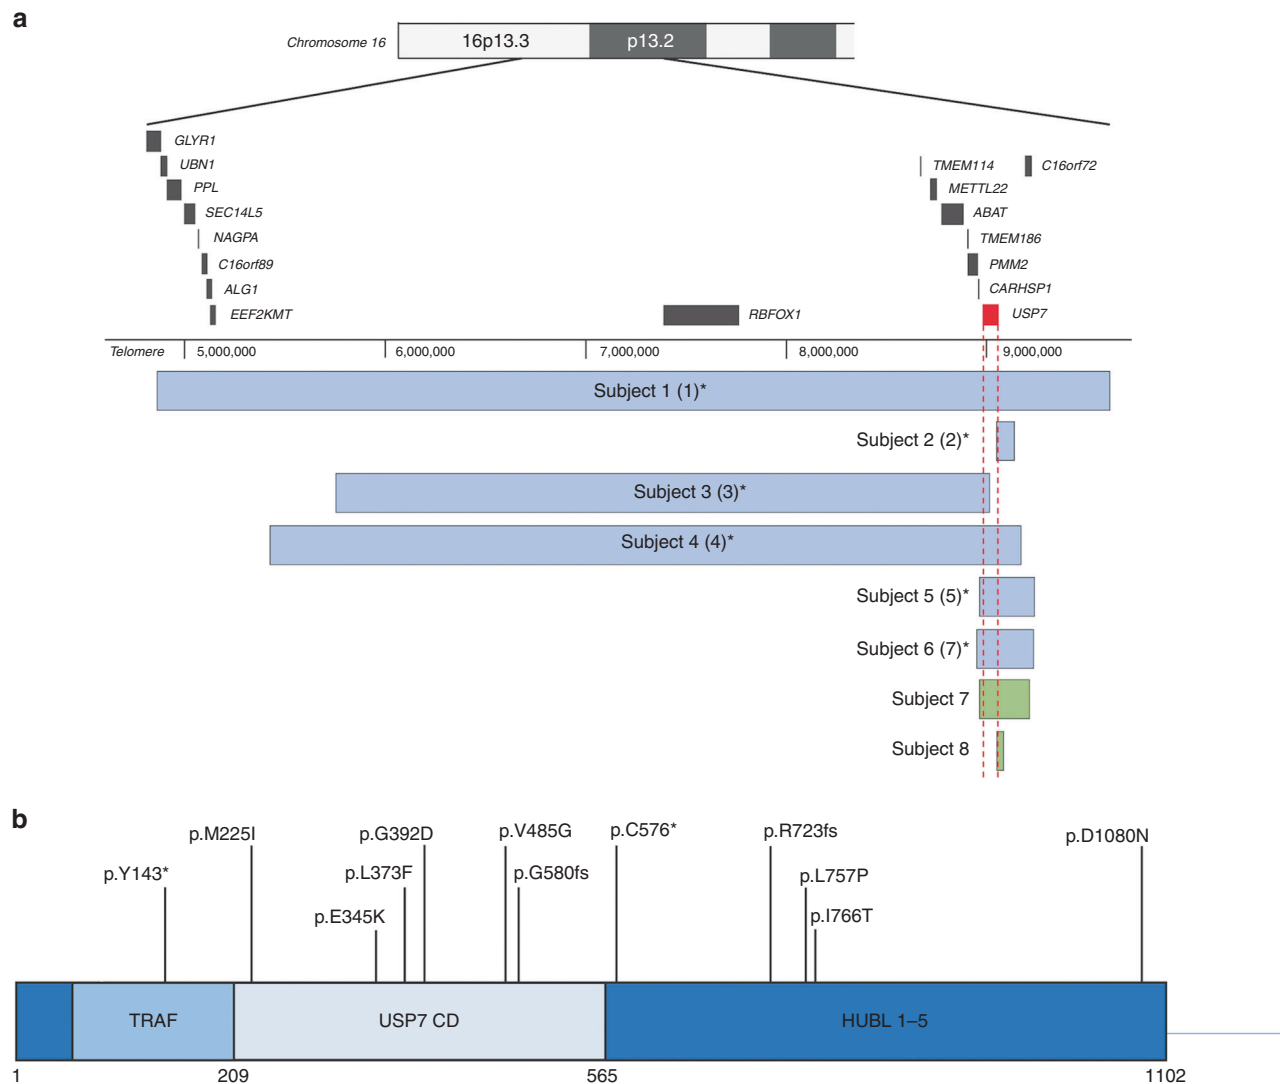 a
Chromosome 16
16p13.3
p13.2
GLYR1
UBN1
TMEM114
C16orf72
PPL
METTL22
SEC14L5
ABAT
NAGPA
TMEM186
C16orf89
PMM2
ALG1
CARHSP1
EEF2KMT
RBFOX1
USP7
Telomere
5,000,000
6,000,000
7,000,000
8,000,000
9,000,000
Subject 1 (1)*
Subject 2 (2)*
Subject 3 (3)*
Subject 4 (4)*
Subject 5 (5)*
Subject 6 (7)*
Subject 7
Subject 8
b
p.M225I
p.G392D
p.V485G
p.C576*
p.R723fs
p.D1080N
p.Y143*
p.L373F
p.G580fs
p.L757P
p.E345K
p.I766T
TRAF
USP7 CD
HUBL 1–5
1
209
565
1102